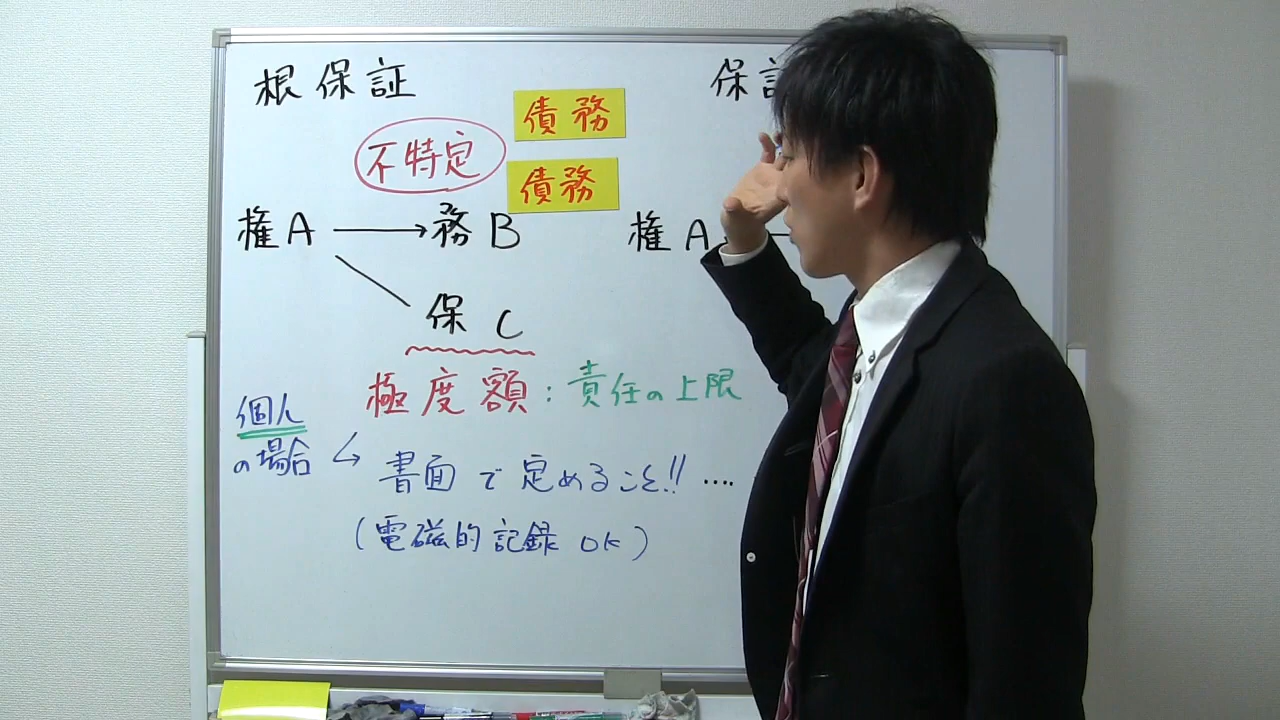 根保証
債務
不特定
債務
権A → 務B
保 C
極度額:責任の上限
個人
の場合
書面で定めること!! ‥‥
(電磁的記録 OK)
保証
権A